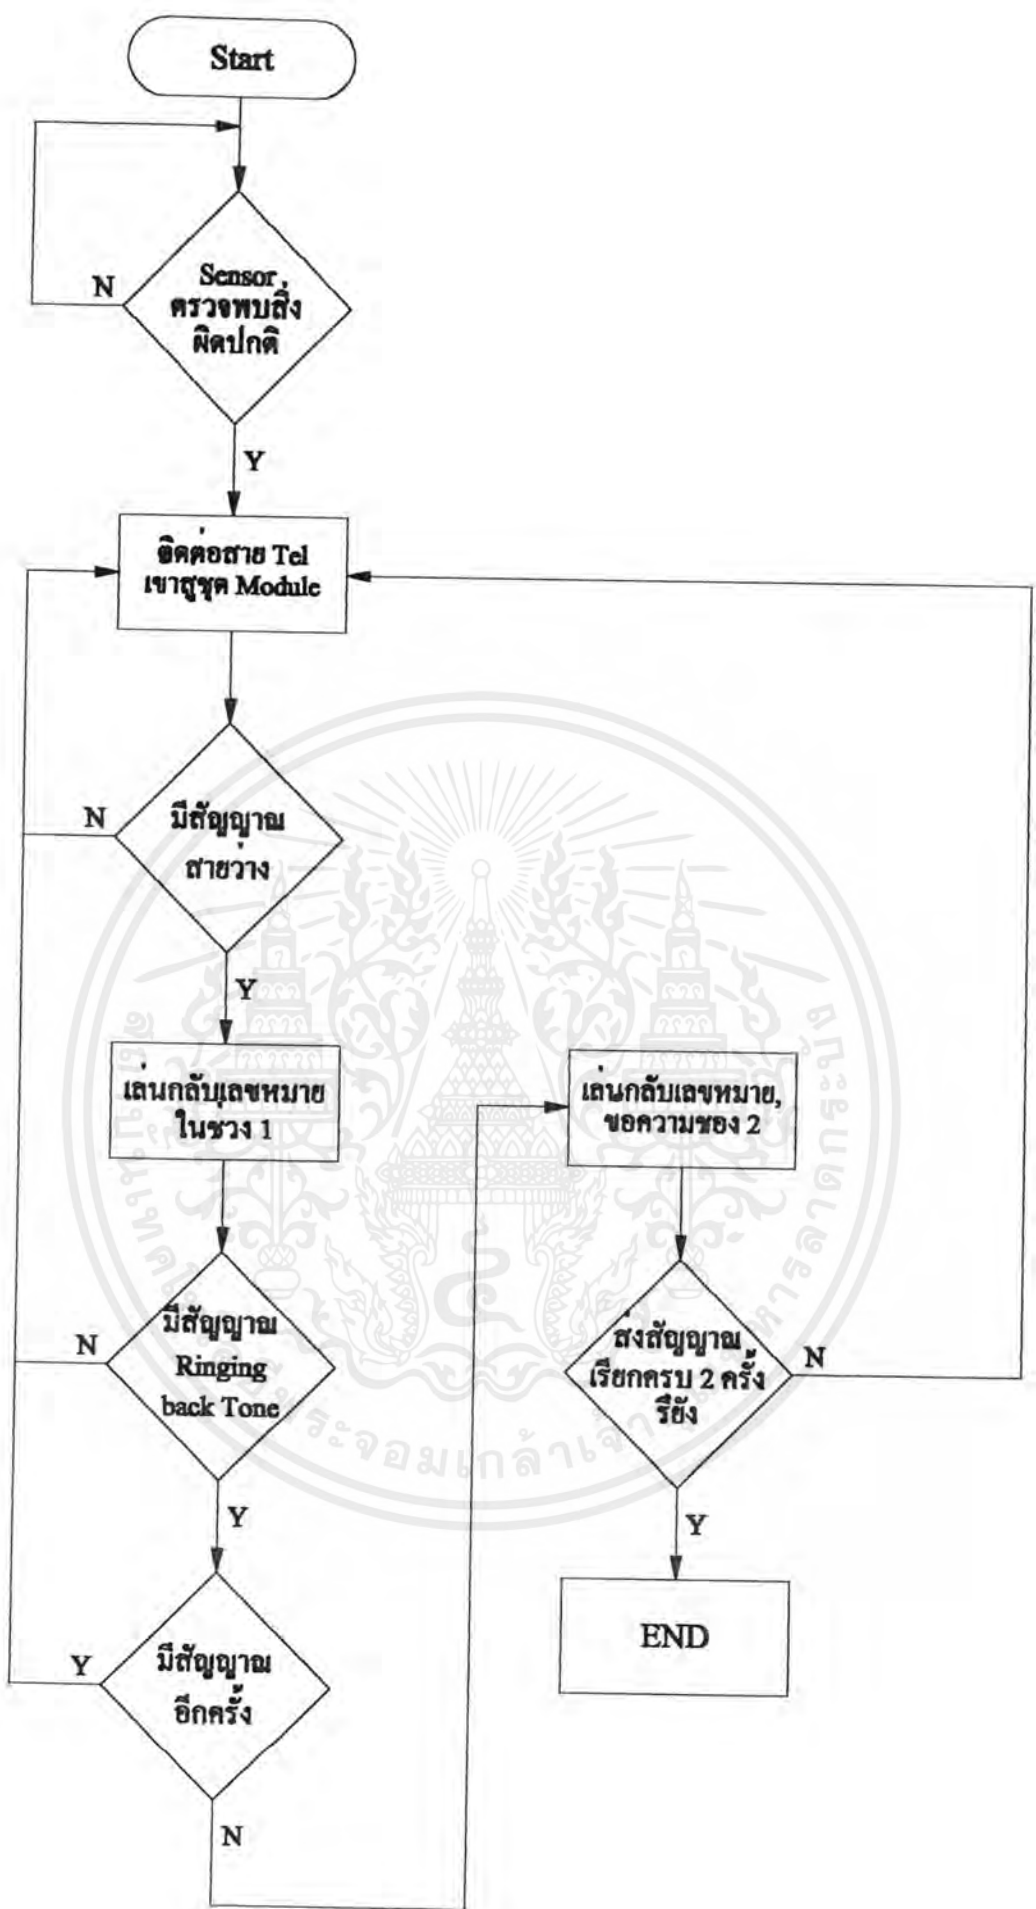 Start
Sensor
ตรวจพบสิ่ง
ผิดปกติ
N
Y
ติดต่อสาย Tel
เขาสูชุด Module
มีสัญญาณ
สายว่าง
N
Y
เล่นกลับเลขหมาย
ในช่วง 1
มีสัญญาณ
Ringing
back Tone
N
Y
มีสัญญาณ
อีกครั้ง
Y
N
เล่นกลับเลขหมาย,
ขอความชอง 2
ส่งสัญญาณ
เรียกครบ 2 ครั้ง
รึยัง
N
Y
END